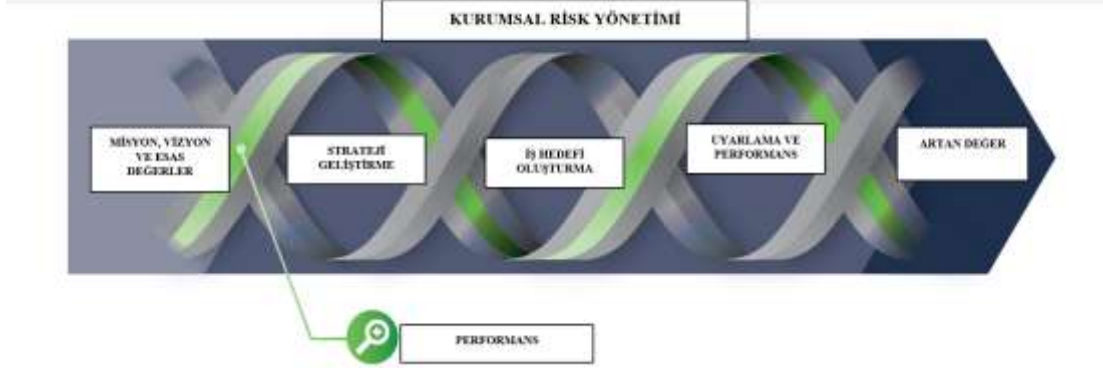 KURUMSAL RİSK YÖNETİMİ
MİSYON, VİZYON
VE ESAS
DEĞERLER
STRATEJİ
GELİŞTİRME
İŞ HEDEFİ
OLUŞTURMA
UYARLAMA VE
PERFORMANS
ARTAN DEĞER
PERFORMANS